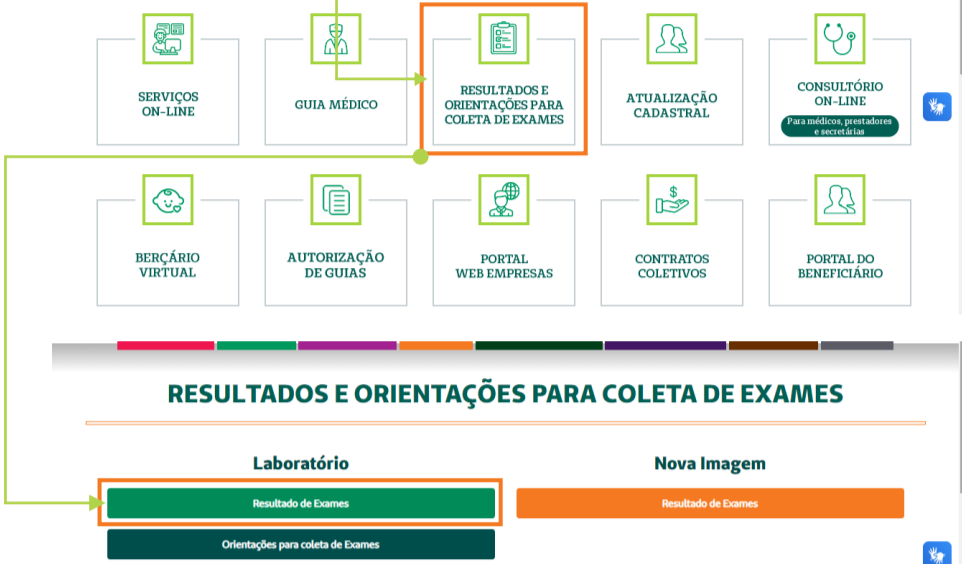 SERVIÇOS
ON-LINE
GUIA MÉDICO
RESULTADOS E
ORIENTAÇÕES PARA
COLETA DE EXAMES
ATUALIZAÇÃO
CADASTRAL
CONSULTÓRIO
ON-LINE
Para médicos, prestadores
e secretárias
BERÇÁRIO
VIRTUAL
AUTORIZAÇÃO
DE GUIAS
PORTAL
WEB EMPRESAS
CONTRATOS
COLETIVOS
PORTAL DO
BENEFICIÁRIO
RESULTADOS E ORIENTAÇÕES PARA COLETA DE EXAMES
Laboratório
Resultado de Exames
Orientações para coleta de Exames
Nova Imagem
Resultado de Exames